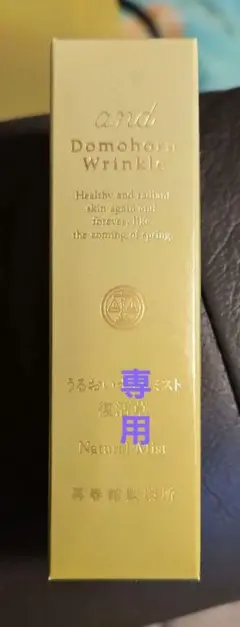 and
Domohorn
Wrinkle
Healthy and radiant
skin again and
forever, like
the coming of spring.
うるおい
ミスト
専用
Natural Mist
再春館製薬所